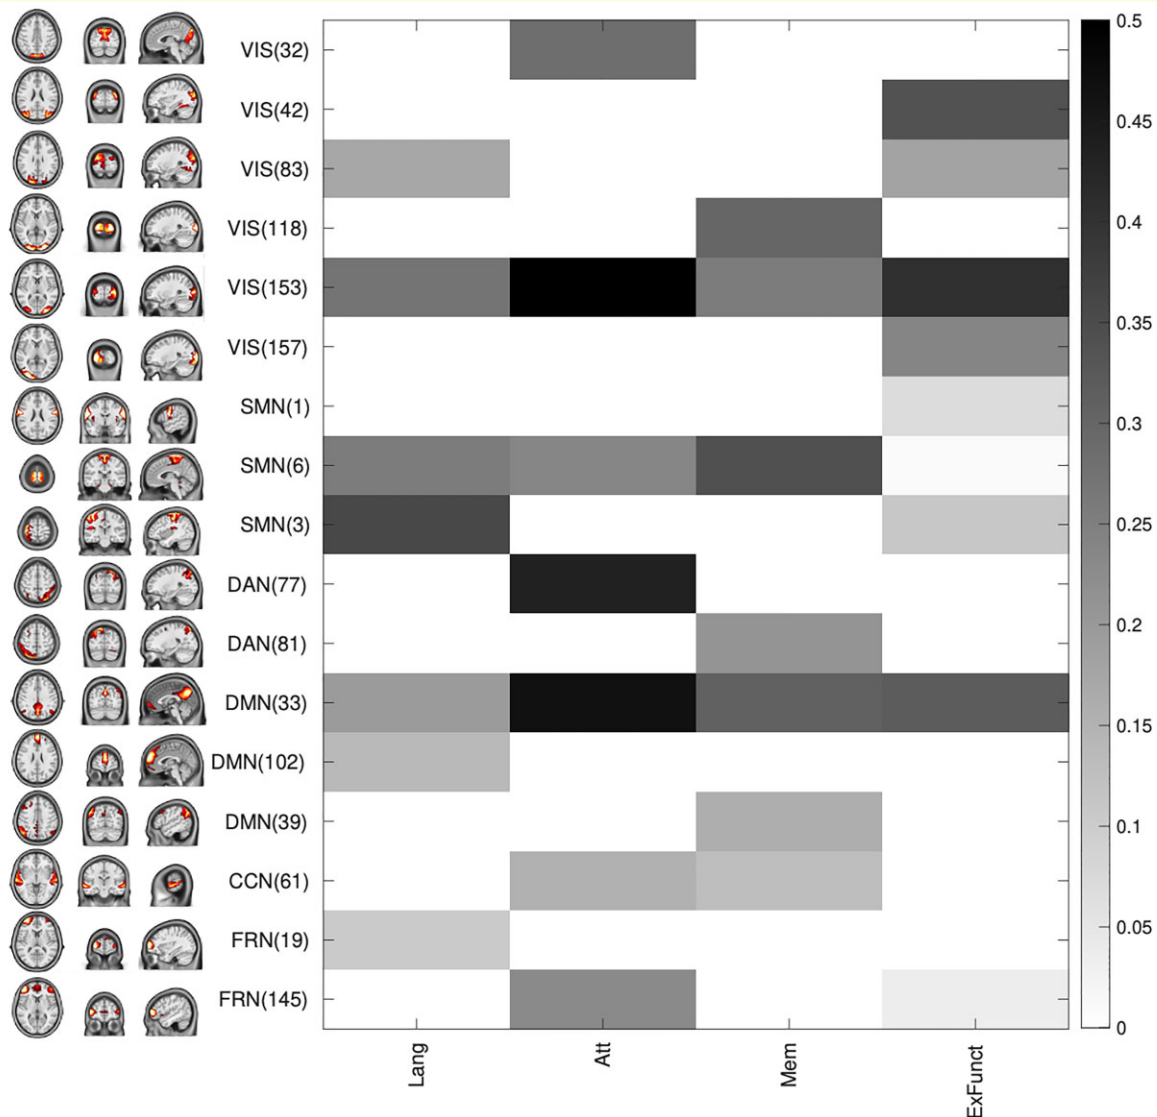 VIS(32)
VIS(42)
VIS(83)
VIS(118)
VIS(153)
VIS(157)
SMN(1)
SMN(6)
SMN(3)
DAN(77)
DAN(81)
DMN(33)
DMN(102)
DMN(39)
CCN(61)
FRN(19)
FRN(145)
Lang
Att
Mem
ExFunct
0.5
0.45
0.4
0.35
0.3
0.25
0.2
0.15
0.1
0.05
0